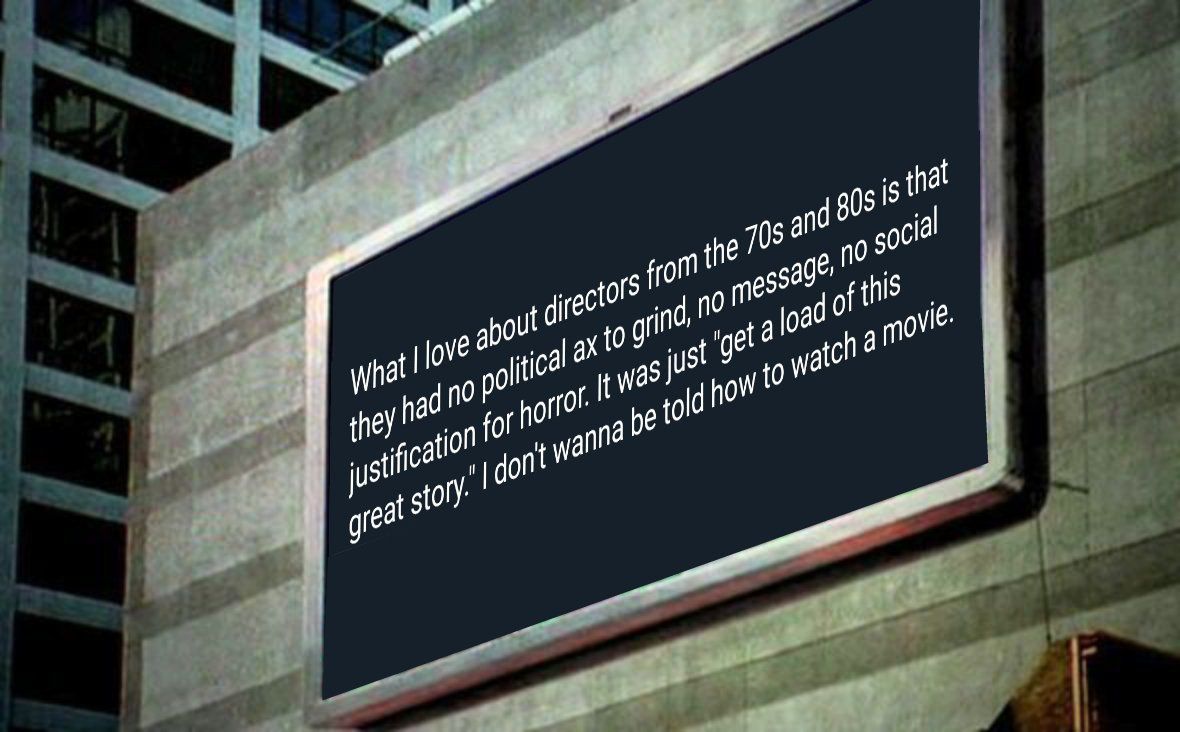 What I love about directors from the 70s and 80s is that
they had no political ax to grind, no message, no social
justification for horror. It was just "get a load of this
great story." I don't wanna be told how to watch a movie.